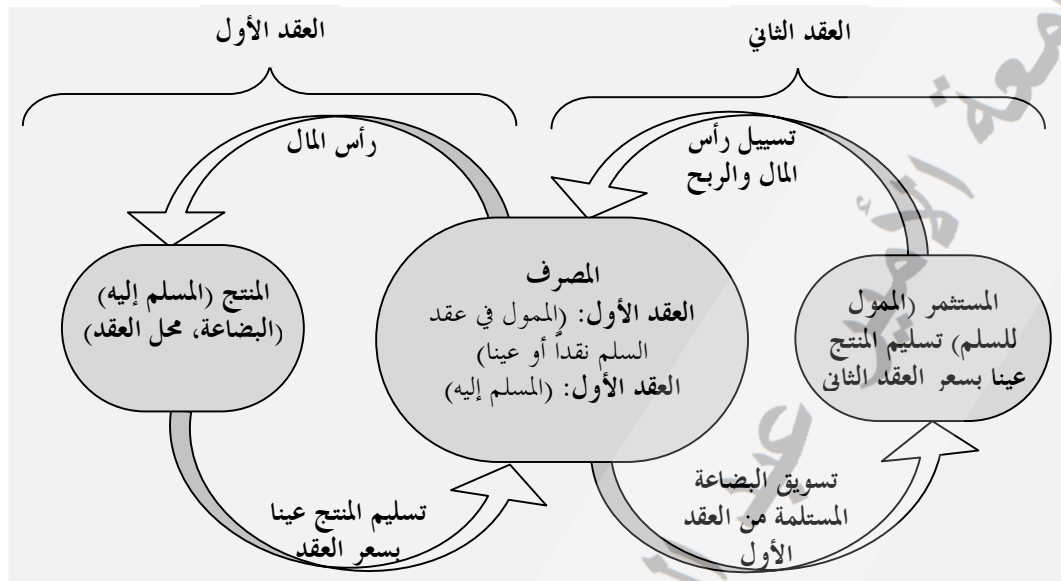 العقد الأول
العقد الثاني
رأس المال
تسييل رأس
المال والربح
المنتج (المسلم إليه)
(البضاعة، محل العقد)
المصرف
العقد الأول: (الممول في عقد
السلم نقداً أو عينا)
العقد الأول: (المسلم إليه)
المستثمر (الممول
للسلم) تسليم المنتج
عينا بسعر العقد الثاني
تسليم المنتج عينا
بسعر العقد
تسويق البضاعة
المستلمة من العقد
الأول
الأمير
عبد